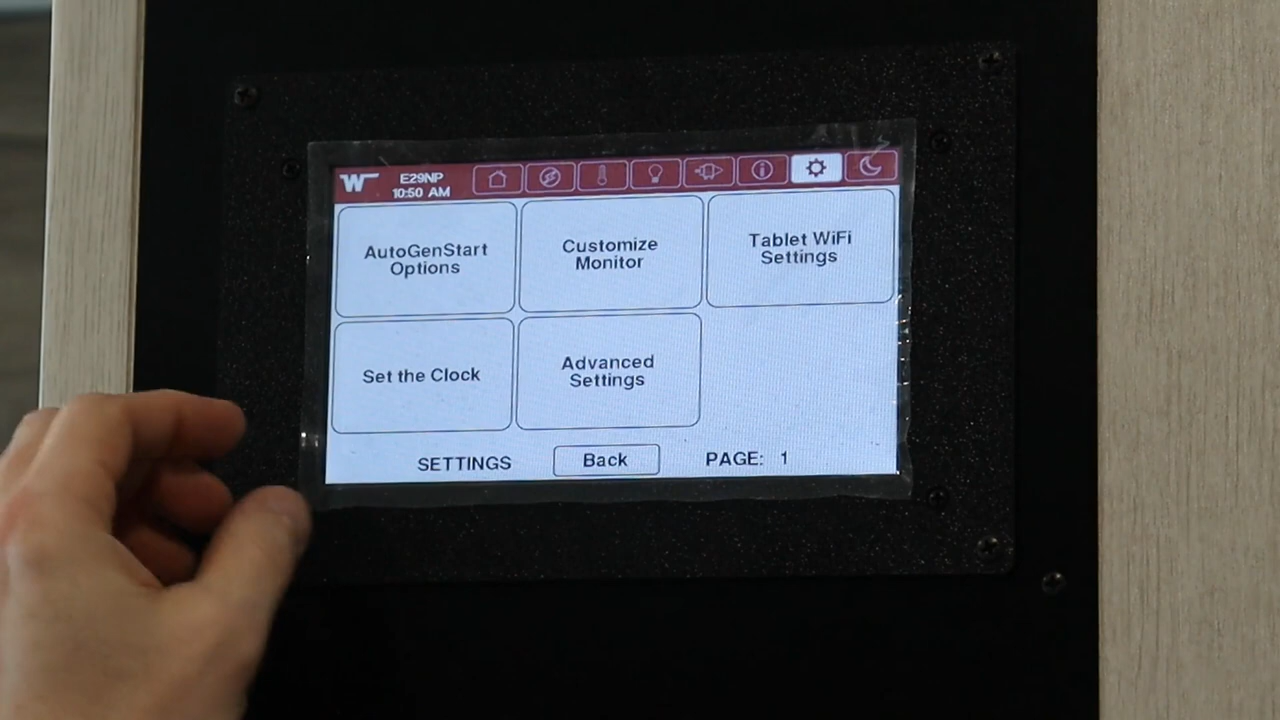 W
E29NP
10:50 AM
AutoGenStart
Options
Customize
Monitor
Tablet WiFi
Settings
Set the Clock
Advanced
Settings
SETTINGS
Back
PAGE: 1